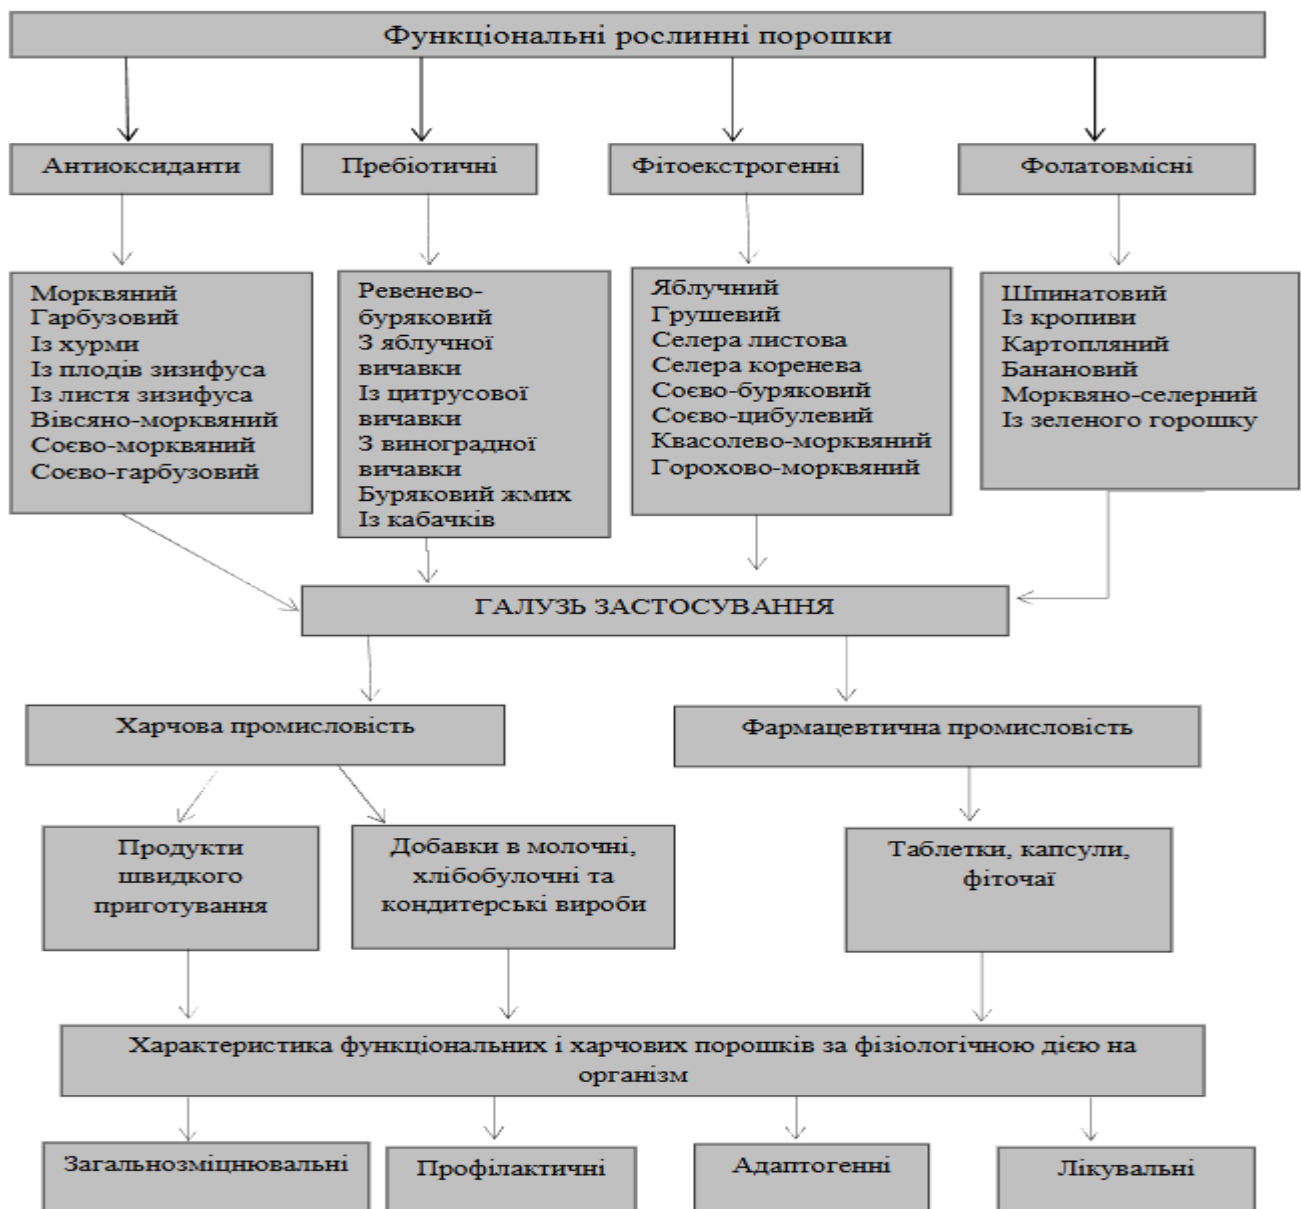 Функціональні рослинні порошки
Антиоксиданти
Пребіотичні
Фітоекстрогенні
Фолатовмісні
Морквяний
Гарбузовий
Із хурми
Із плодів зизифуса
Із листя зизифуса
Вівсяно-морквяний
Соєво-морквяний
Соєво-гарбузовий
Ревенево-
буряковий
З яблучної
вичавки
Із цитрусової
вичавки
З виноградної
вичавки
Буряковий жмих
Із кабачків
Яблучний
Грушевий
Селера листова
Селера коренева
Соєво-буряковий
Соєво-цибулевий
Квасолево-морквяний
Горохово-морквяний
Шпинатовий
Із кропиви
Картопляний
Банановий
Морквяно-селерний
Із зеленого горошку
ГАЛУЗЬ ЗАСТОСУВАННЯ
Харчова промисловість
Фармацевтична промисловість
Продукти
швидкого
приготування
Добавки в молочні,
хлібобулочні та
кондитерські вироби
Таблетки, капсули,
фіточаї
Характеристика функціональних і харчових порошків за фізіологічною дією на
організм
Загальнозміцнювальні
Профілактичні
Адаптогенні
Лікувальні